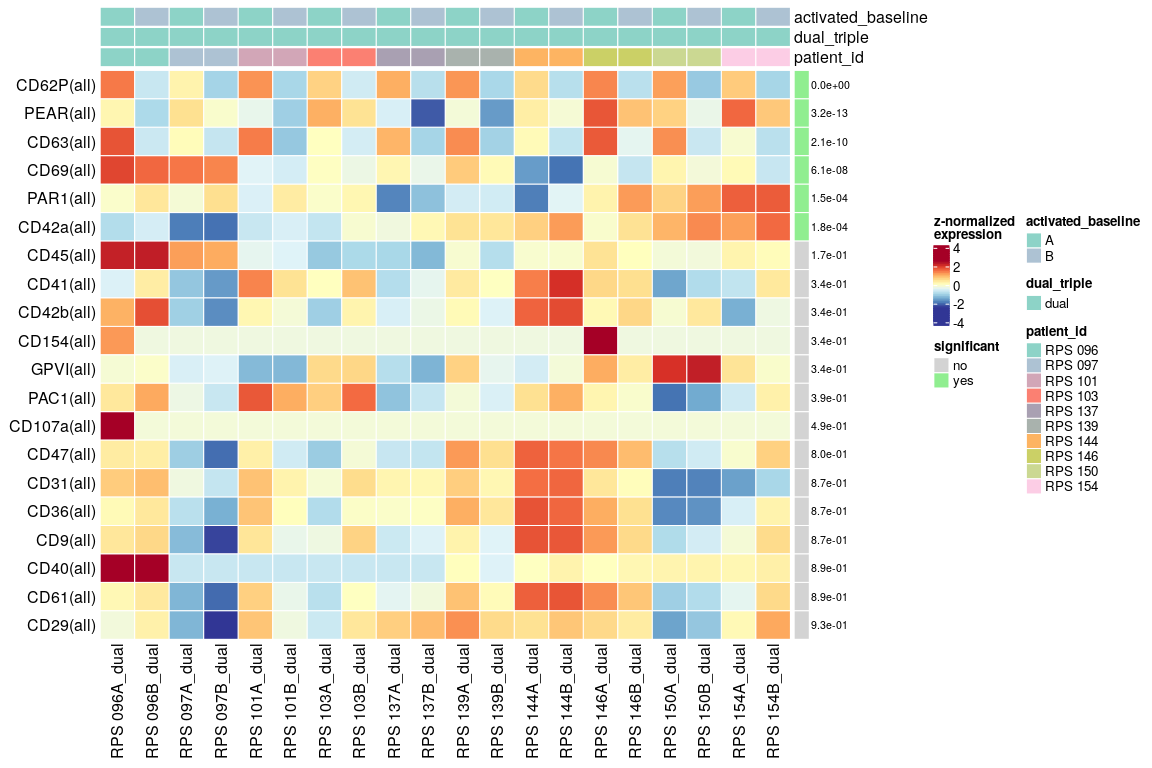 activated_baseline
dual_triple
patient_id
CD62P(all) 0.0e+00
PEAR(all) 3.2e-13
CD63(all) 2.1e-10
CD69(all) 6.1e-08
PAR1(all) 1.5e-04
CD42a(all) 1.8e-04
CD45(all) 1.7e-01
CD41(all) 3.4e-01
CD42b(all) 3.4e-01
CD154(all) 3.4e-01
GPVI(all) 3.4e-01
PAC1(all) 3.9e-01
CD107a(all) 4.9e-01
CD47(all) 8.0e-01
CD31(all) 8.7e-01
CD36(all) 8.7e-01
CD9(all) 8.7e-01
CD40(all) 8.9e-01
CD61(all) 8.9e-01
CD29(all) 9.3e-01
RPS 096A_dual
RPS 096B_dual
RPS 097A_dual
RPS 097B_dual
RPS 101A_dual
RPS 101B_dual
RPS 103A_dual
RPS 103B_dual
RPS 137A_dual
RPS 137B_dual
RPS 139A_dual
RPS 139B_dual
RPS 144A_dual
RPS 144B_dual
RPS 146A_dual
RPS 146B_dual
RPS 150A_dual
RPS 150B_dual
RPS 154A_dual
RPS 154B_dual
z-normalized
expression
4
2
0
-2
-4
significant
no
yes
activated_baseline
A
B
dual_triple
dual
patient_id
RPS 096
RPS 097
RPS 101
RPS 103
RPS 137
RPS 139
RPS 144
RPS 146
RPS 150
RPS 154